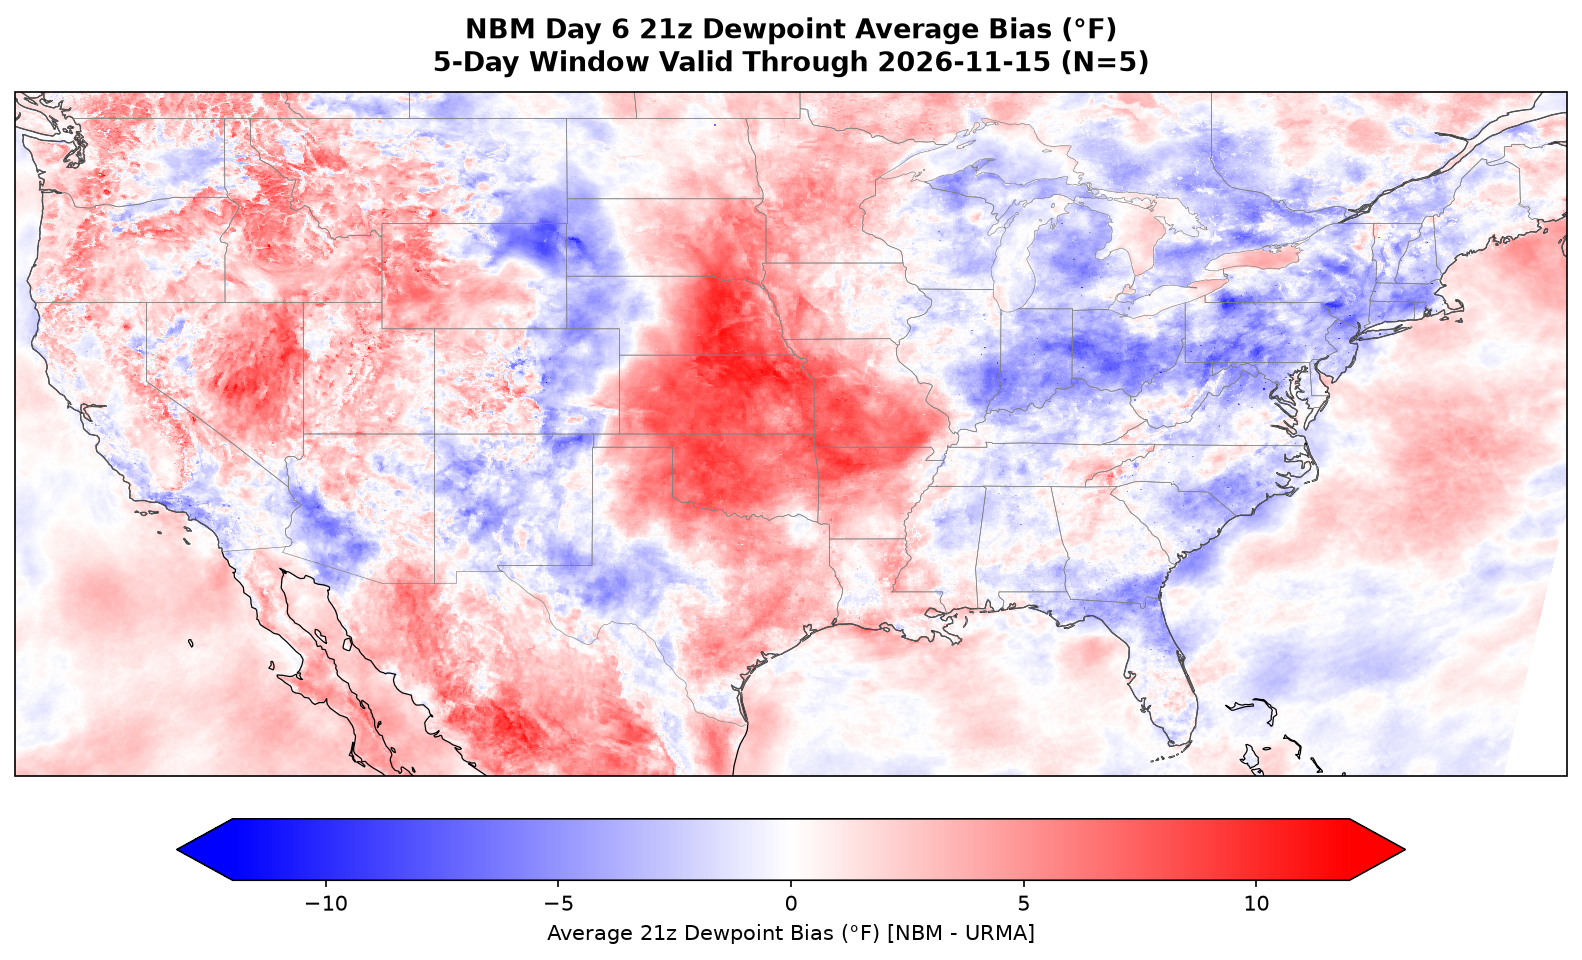 NBM Day 6 21z Dewpoint Average Bias (°F)
5-Day Window Valid Through 2026-11-15 (N=5)
−10 −5 0 5 10
Average 21z Dewpoint Bias (°F) [NBM - URMA]